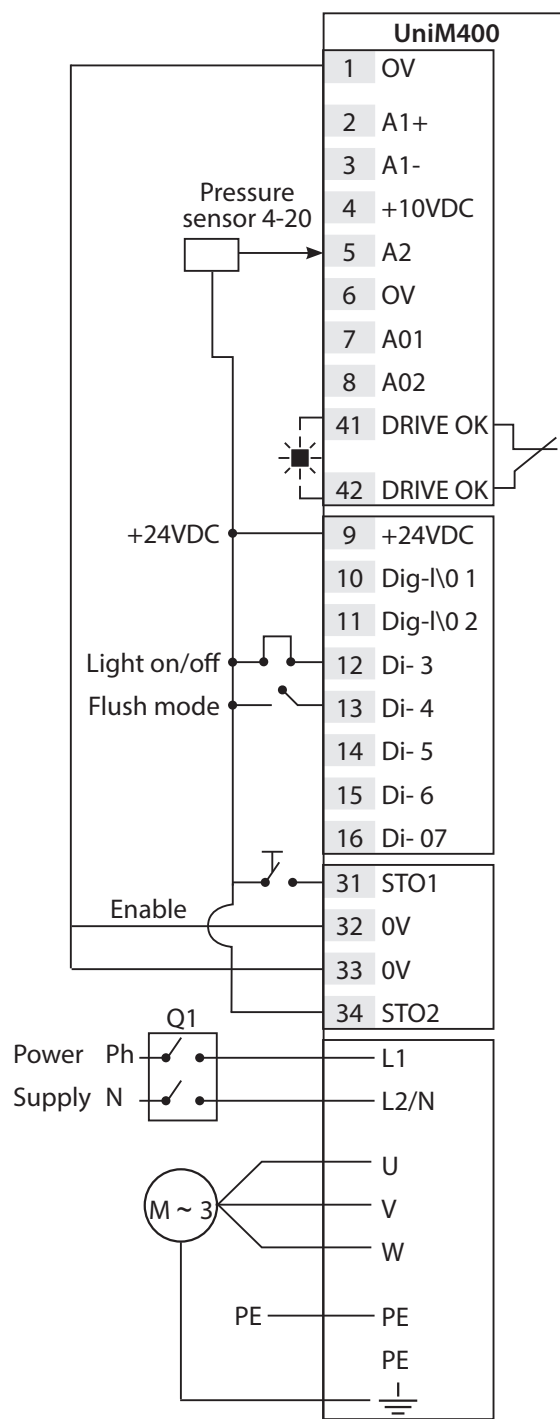 UniM400
1 OV
2 A1+
3 A1-
Pressure
sensor 4-20
4 +10VDC
5 A2
6 OV
7 A01
8 A02
41 DRIVE OK
42 DRIVE OK
+24VDC 9 +24VDC
10 Dig-I\0 1
11 Dig-I\0 2
Light on/off 12 Di- 3
Flush mode 13 Di- 4
14 Di- 5
15 Di- 6
16 Di- 07
31 STO1
Enable 32 0V
33 0V
34 STO2
Q1
Power Ph L1
Supply N L2/N
U
M ~ 3 V
W
PE PE
PE